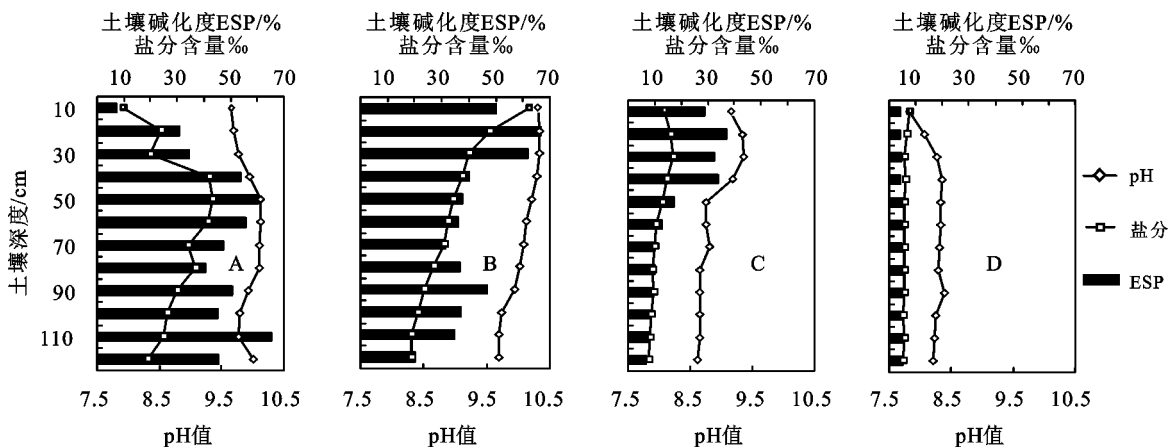 土壤碱化度ESP/% 土壤碱化度ESP/% 土壤碱化度ESP/% 土壤碱化度ESP/%
盐分含量‰ 盐分含量‰ 盐分含量‰ 盐分含量‰
10 30 50 70 10 30 50 70 10 30 50 70 10 30 50 70
土壤深度/cm
10
30
50
70
90
110
A B C D
pH
盐分
ESP
7.5 8.5 9.5 10.5 7.5 8.5 9.5 10.5 7.5 8.5 9.5 10.5 7.5 8.5 9.5 10.5
pH值 pH值 pH值 pH值